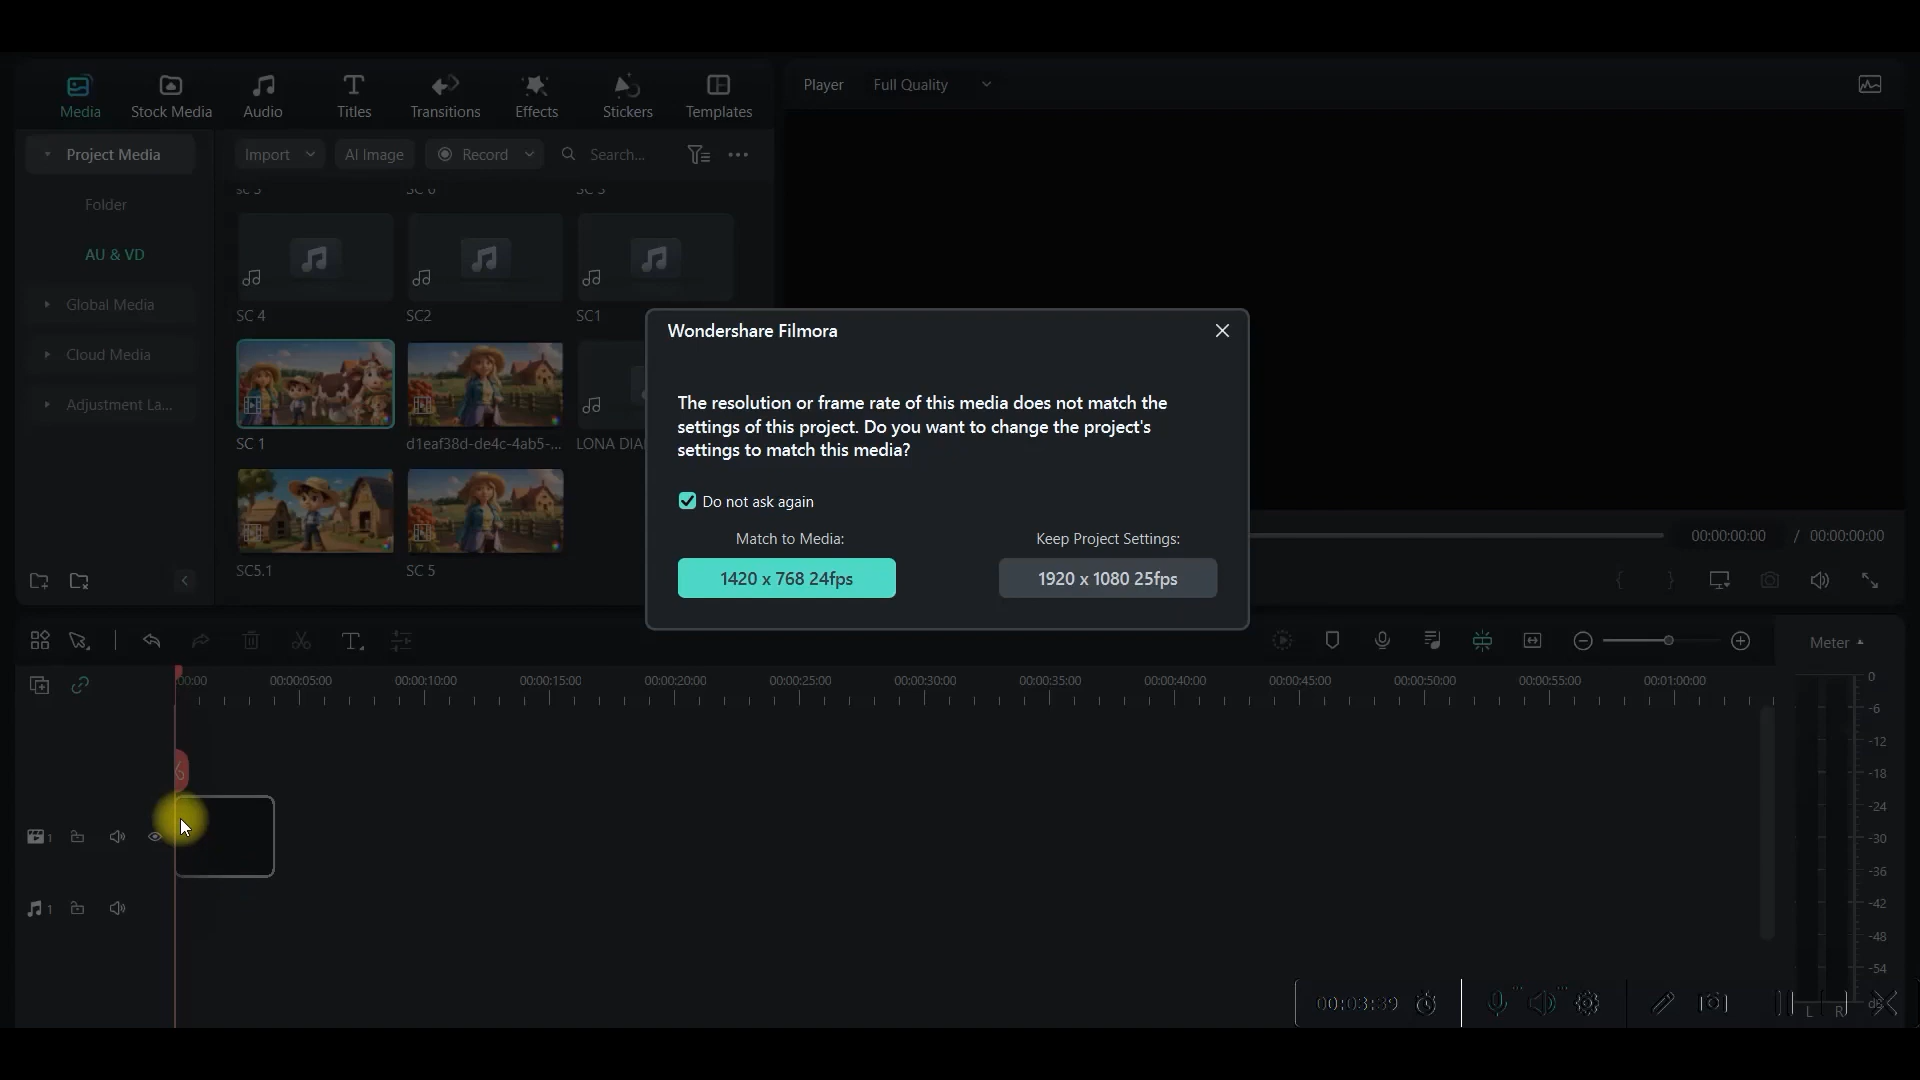 Media
Stock Media
Audio
Titles
Transitions
Effects
Stickers
Templates
Player
Full Quality
Project Media
Import
AI Image
Record
Search...
Folder
AU & VD
Global Media
Cloud Media
Adjustment La...
SC 4
SC2
SC1
SC 1
d1eaf38d-de4c-4ab5-...
LONA DIA
SC5.1
SC 5
Wondershare Filmora
The resolution or frame rate of this media does not match the
settings of this project. Do you want to change the project's
settings to match this media?
Do not ask again
Match to Media:
Keep Project Settings:
1420 x 768 24fps
1920 x 1080 25fps
00:00:00:00 / 00:00:00:00
Meter
00:00
00:00:05:00
00:00:10:00
00:00:15:00
00:00:20:00
00:00:25:00
00:00:30:00
00:00:35:00
00:00:40:00
00:00:45:00
00:00:50:00
00:00:55:00
00:01:00:00
0
-6
-12
-18
-24
-30
-36
-42
-48
-54
1
1
00:03:39
L
R